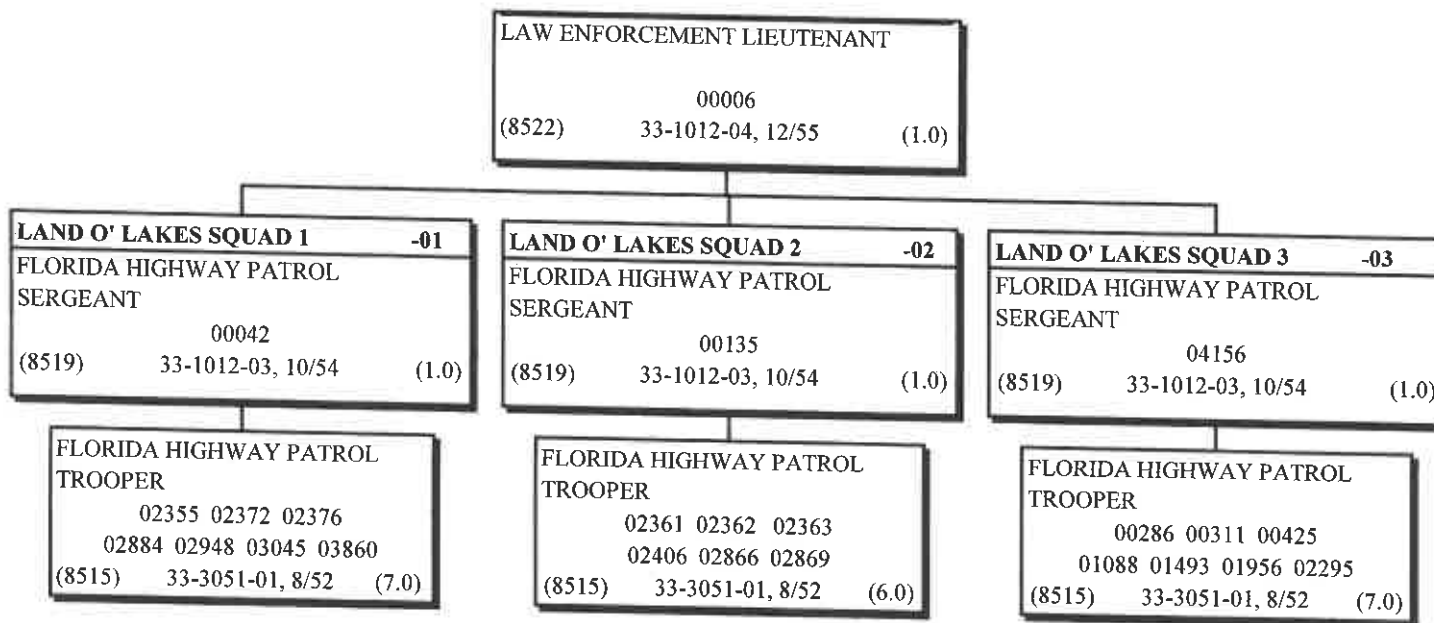 LAW ENFORCEMENT LIEUTENANT
00006
(8522) 33-1012-04, 12/55 (1.0)
LAND O' LAKES SQUAD 1 -01
FLORIDA HIGHWAY PATROL
SERGEANT
00042
(8519) 33-1012-03, 10/54 (1.0)
FLORIDA HIGHWAY PATROL
TROOPER
02355 02372 02376
02884 02948 03045 03860
(8515) 33-3051-01, 8/52 (7.0)
LAND O' LAKES SQUAD 2 -02
FLORIDA HIGHWAY PATROL
SERGEANT
00135
(8519) 33-1012-03, 10/54 (1.0)
FLORIDA HIGHWAY PATROL
TROOPER
02361 02362 02363
02406 02866 02869
(8515) 33-3051-01, 8/52 (6.0)
LAND O' LAKES SQUAD 3 -03
FLORIDA HIGHWAY PATROL
SERGEANT
04156
(8519) 33-1012-03, 10/54 (1.0)
FLORIDA HIGHWAY PATROL
TROOPER
00286 00311 00425
01088 01493 01956 02295
(8515) 33-3051-01, 8/52 (7.0)